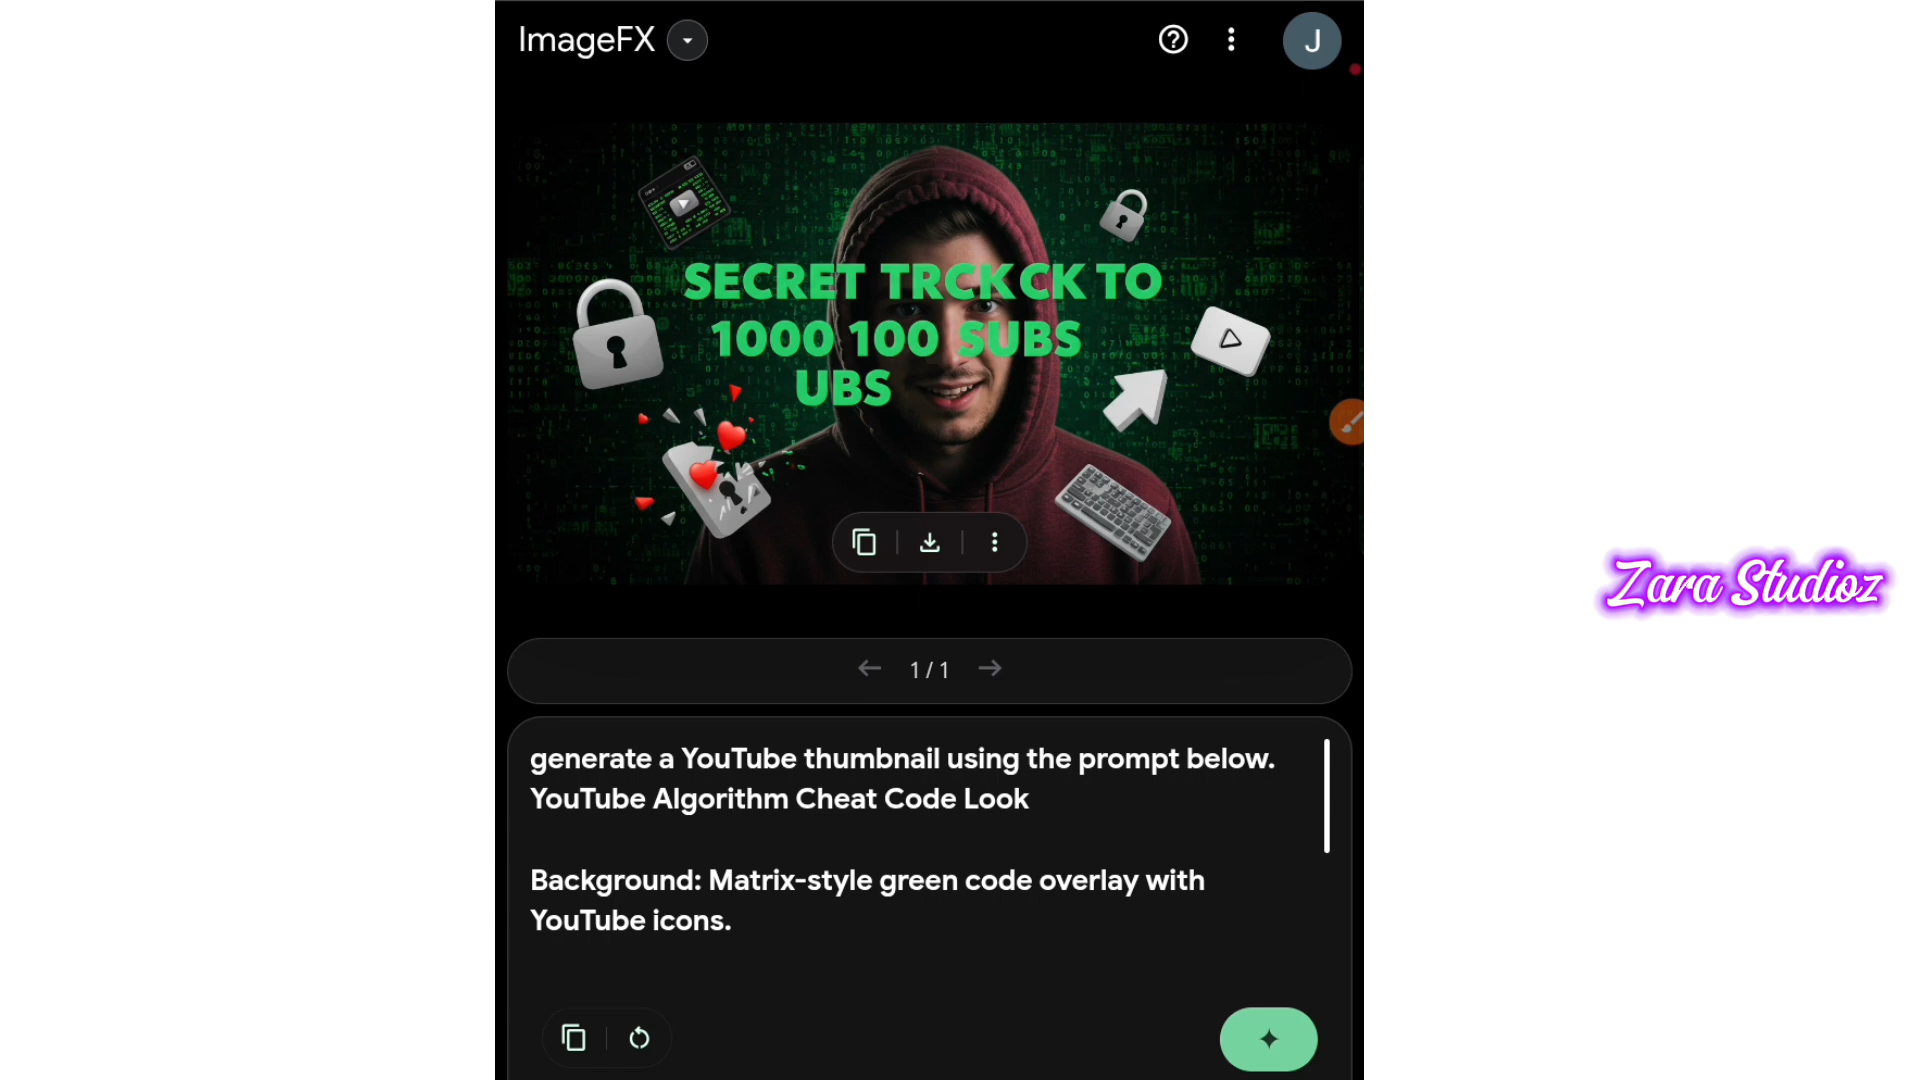 ImageFX
J
SECRET TRCKCK TO
1000 100 SUBS
UBS
Zara Studioz
1 / 1
generate a YouTube thumbnail using the prompt below.
YouTube Algorithm Cheat Code Look
Background: Matrix-style green code overlay with
YouTube icons.